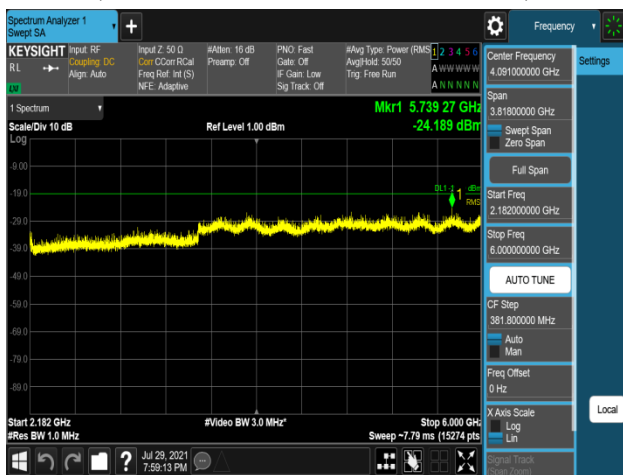 Spectrum Analyzer 1
Swept SA
+
Frequency
KEYSIGHT
Input: RF
Input Z: 50 Ω
#Atten: 16 dB
PNO: Fast
#Avg Type: Power (RMS
1 2 3 4 5 6
RL
Coupling: DC
Corr CCorr RCal
Preamp: Off
Gate: Off
Avg|Hold: 50/50
A W W W W W
Align: Auto
Freq Ref: Int (S)
IF Gain: Low
Trig: Free Run
NFE: Adaptive
Sig Track: Off
A N N N N N
LXI
1 Spectrum
Mkr1 5.739 27 GHz
Scale/Div 10 dB
Ref Level 1.00 dBm
-24.189 dBm
Log
-9.00
-19.0
-29.0
-39.0
-49.0
-59.0
-69.0
-79.0
-89.0
1
RMS
Start 2.182 GHz
#Video BW 3.0 MHz*
Stop 6.000 GHz
#Res BW 1.0 MHz
Sweep ~7.79 ms (15274 pts
?
Jul 29, 2021
7:59:13 PM
Center Frequency
4.091000000 GHz
Settings
Span
3.81800000 GHz
Swept Span
Zero Span
Full Span
Start Freq
2.182000000 GHz
Stop Freq
6.000000000 GHz
AUTO TUNE
CF Step
381.800000 MHz
Auto
Man
Freq Offset
0 Hz
X Axis Scale
Log
Lin
Local
Signal Track
(Span Zoom)